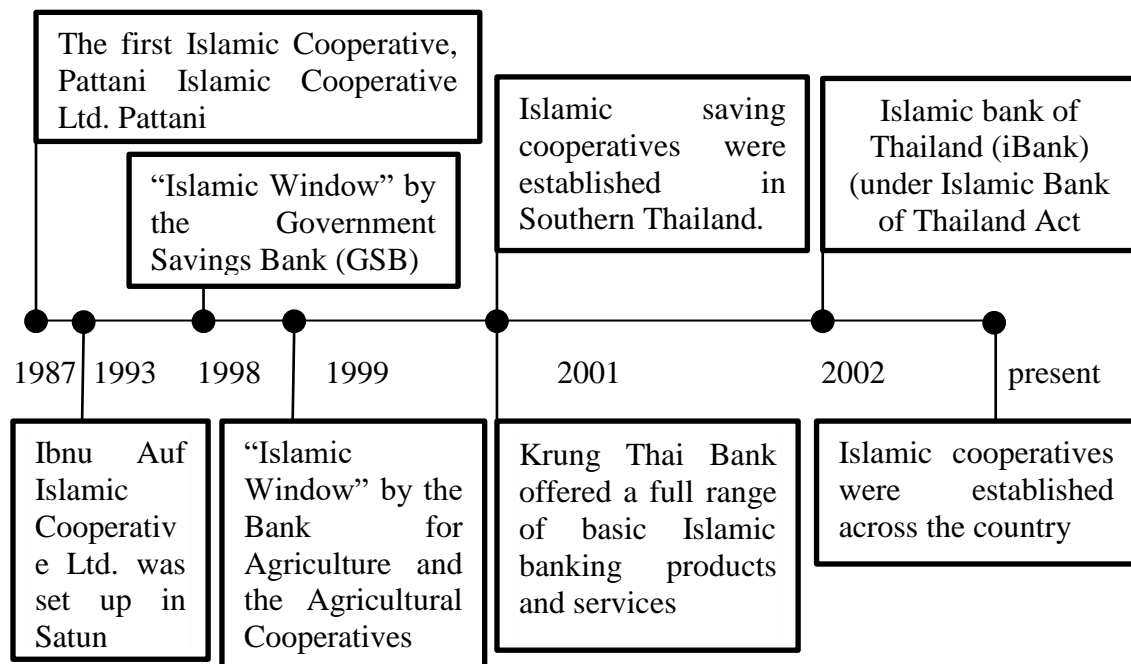 The first Islamic Cooperative,
Pattani Islamic Cooperative
Ltd. Pattani
“Islamic Window” by
the Government
Savings Bank (GSB)
Islamic saving
cooperatives were
established in
Southern Thailand.
Islamic bank of
Thailand (iBank)
(under Islamic Bank
of Thailand Act
1987 1993 1998 1999 2001 2002 present
Ibnu Auf
Islamic
Cooperativ
e Ltd. was
set up in
Satun
“Islamic
Window” by the
Bank for
Agriculture and
the Agricultural
Cooperatives
Krung Thai Bank
offered a full range
of basic Islamic
banking products
and services
Islamic cooperatives
were established
across the country